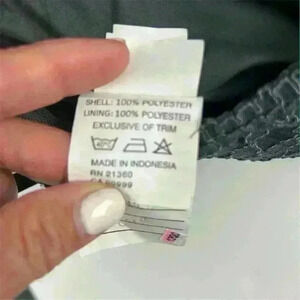 SHELL: 100% POLYESTER
LINING: 100% POLYESTER
EXCLUSIVE OF TRIM
MADE IN INDONESIA
RN 21360